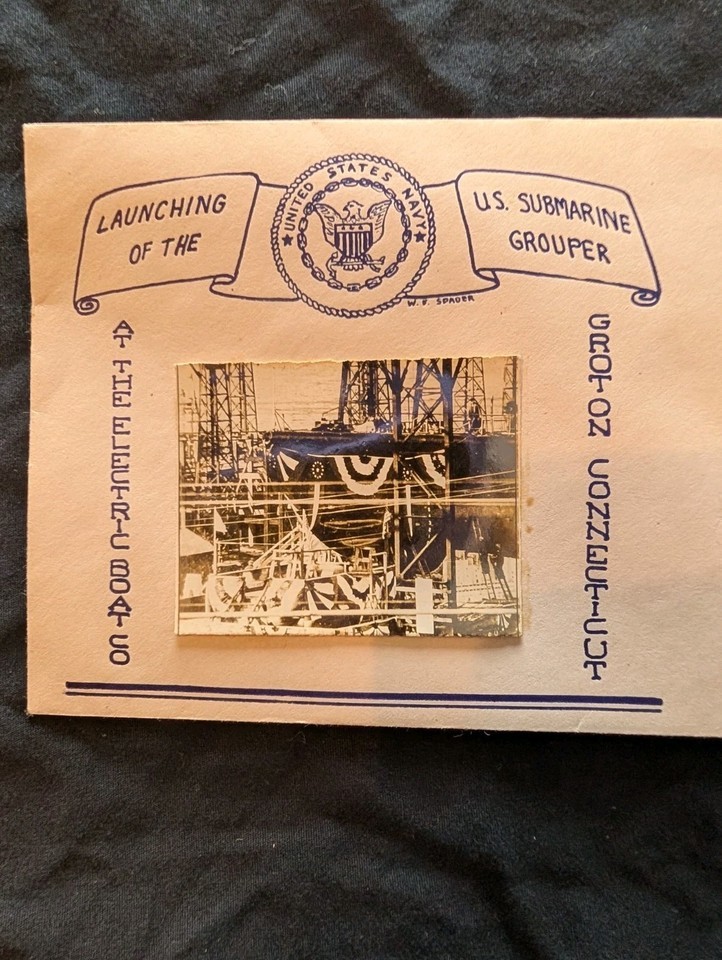 LAUNCHING
OF THE
UNITED STATES NAVY
U.S. SUBMARINE
GROUPER
W. F. SPADER
AT THE ELECTRIC BOAT CO
GROTON CONNECTICUT